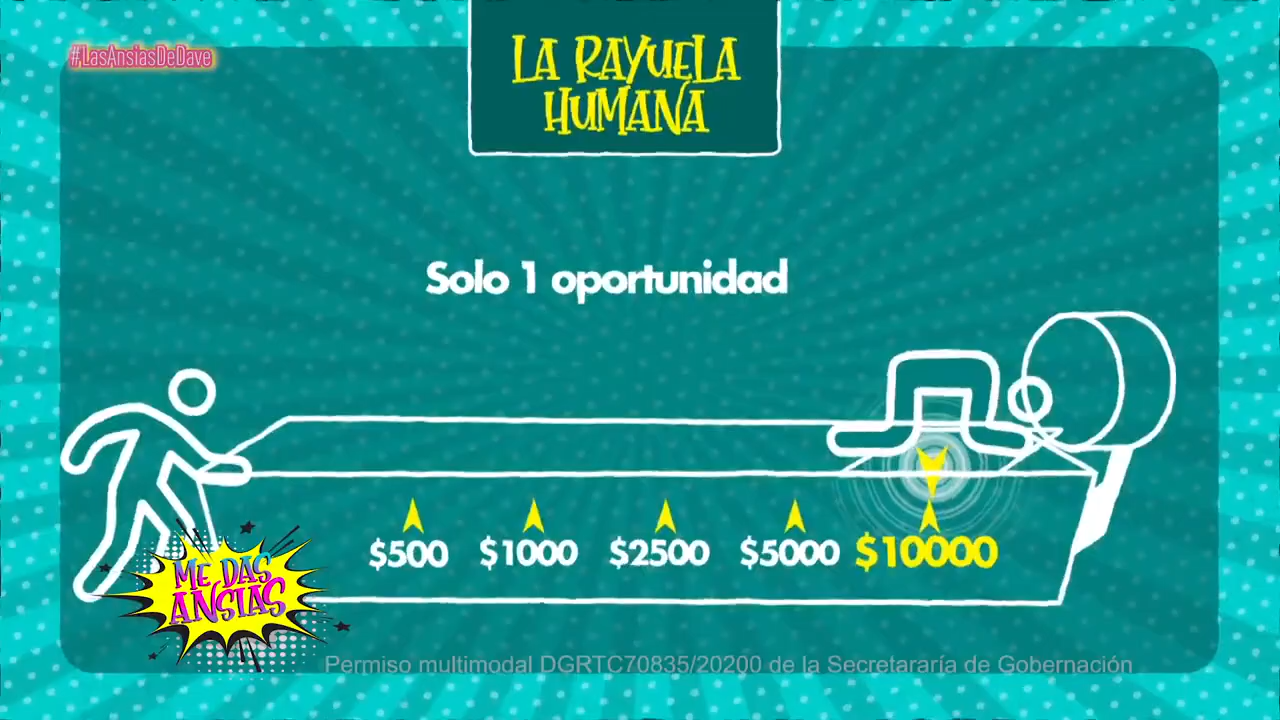 #LasAnsiasDeDave
LA RAYUELA
HUMANA
Solo 1 oportunidad
$500 $1000 $2500 $5000 $10000
ME DAS
ANSIAS
Permiso multimodal DGRTC70835/20200 de la Secretararía de Gobernación